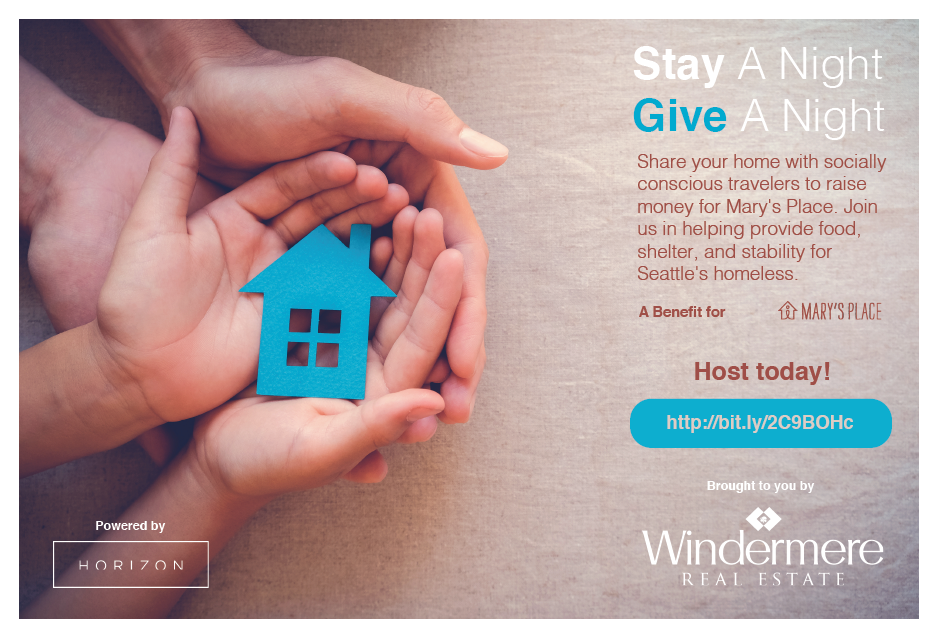 Stay A Night
Give A Night
Share your home with socially
conscious travelers to raise
money for Mary's Place. Join
us in helping provide food,
shelter, and stability for
Seattle's homeless.
A Benefit for MARY'S PLACE
Host today!
http://bit.ly/2C9BOHc
Brought to you by
Windermere
REAL ESTATE
Powered by
HORIZON